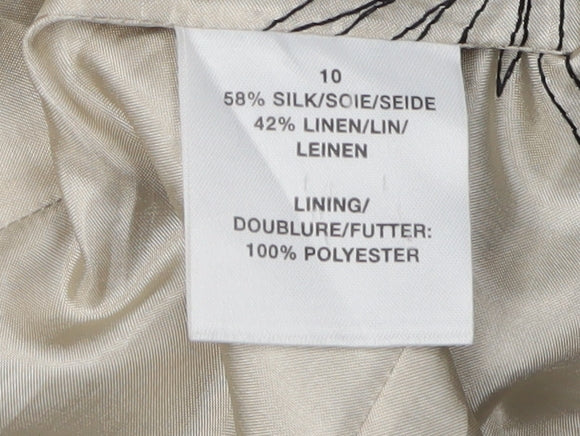 10
58% SILK/SOIE/SEIDE
42% LINEN/LIN/
LEINEN
LINING/
DOUBLURE/FUTTER:
100% POLYESTER